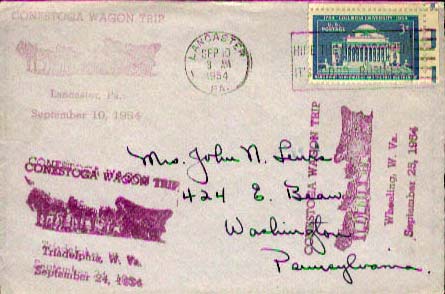 CONESTOGA WAGON TRIP
Lancaster, Pa.
September 10, 1954
LANCASTER
SEP 10
9 AM
1954
PA.
1754 COLUMBIA UNIVERSITY 1954
U.S. POSTAGE
3¢
Mrs. John N. Lewis
424 E. Beau
Washington
Pennsylvania.
CONESTOGA WAGON TRIP
Triadelphia, W. Va.
September 24, 1954
CONESTOGA WAGON TRIP
Wheeling, W. Va.
September 25, 1954